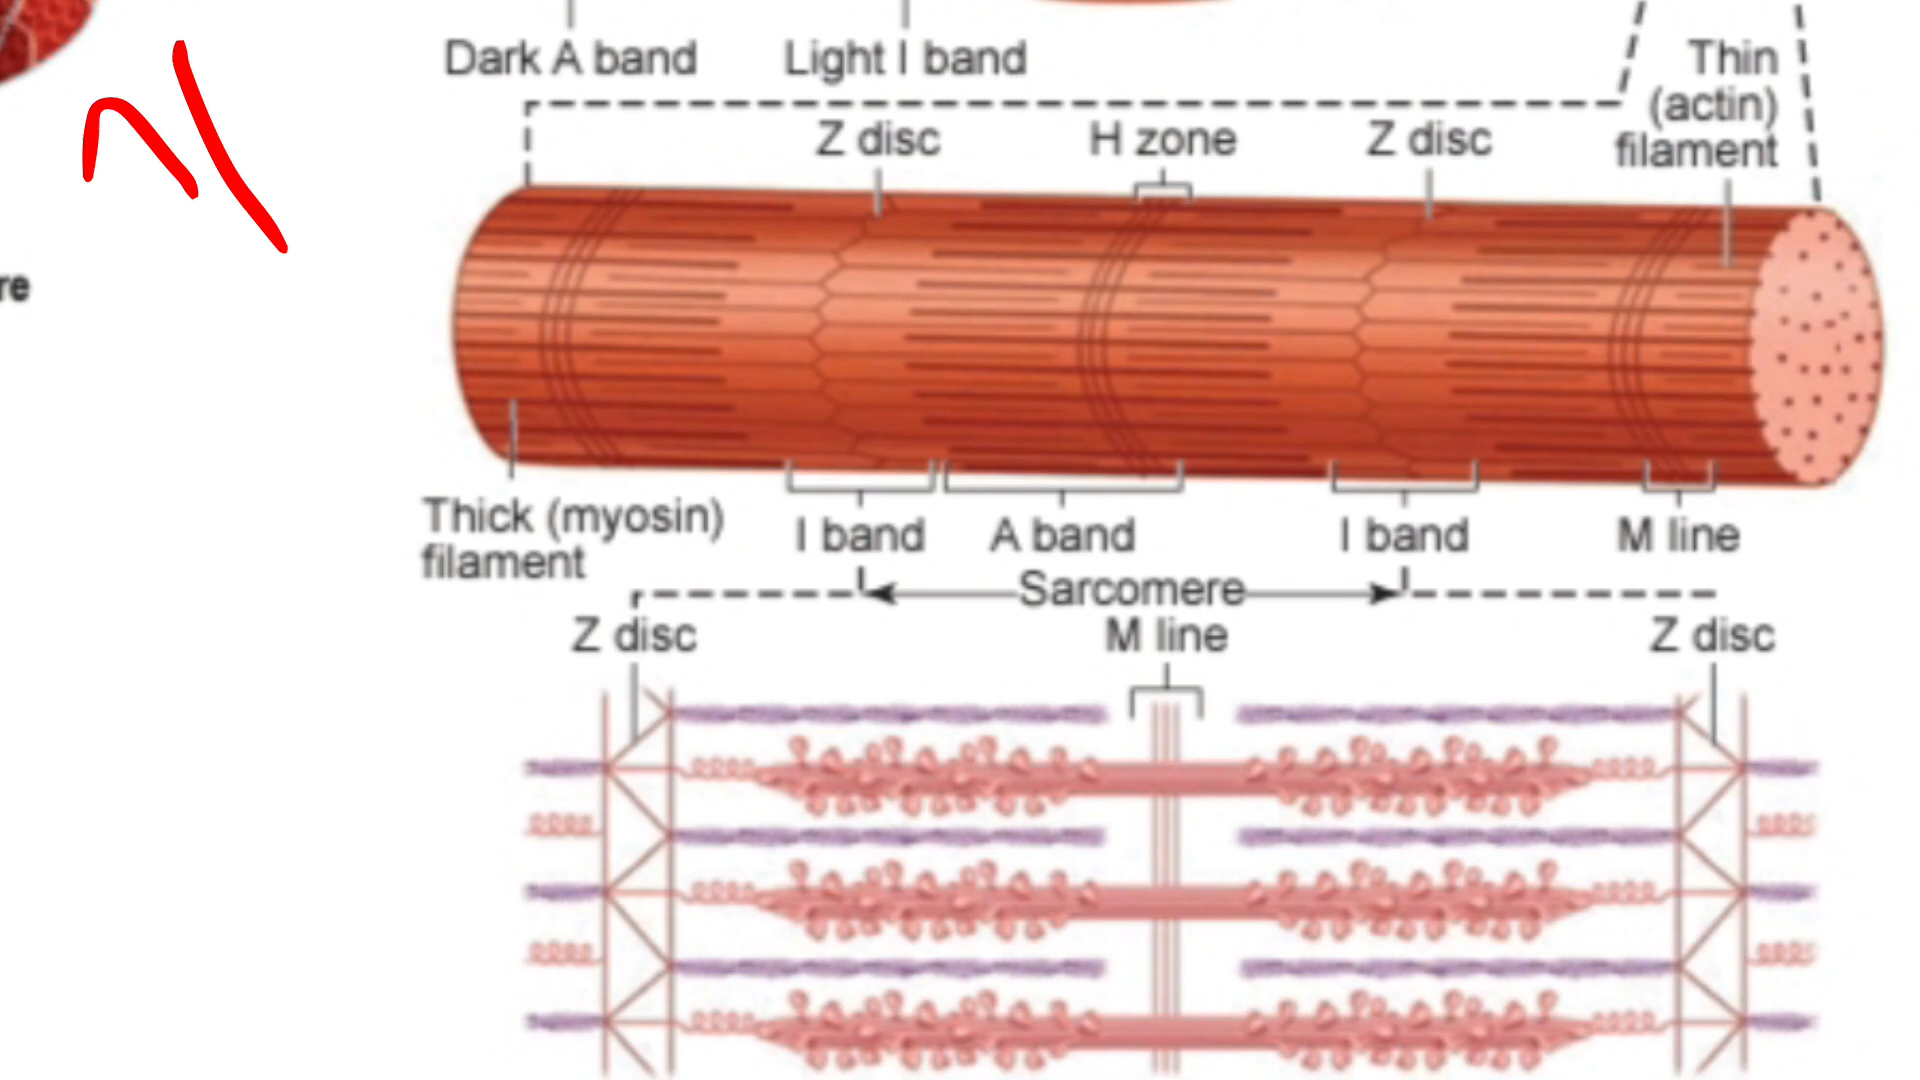 Dark A band
Light I band
Thin
(actin)
filament
Z disc
H zone
Z disc
re
Thick (myosin)
filament
I band
A band
I band
M line
Sarcomere
Z disc
M line
Z disc